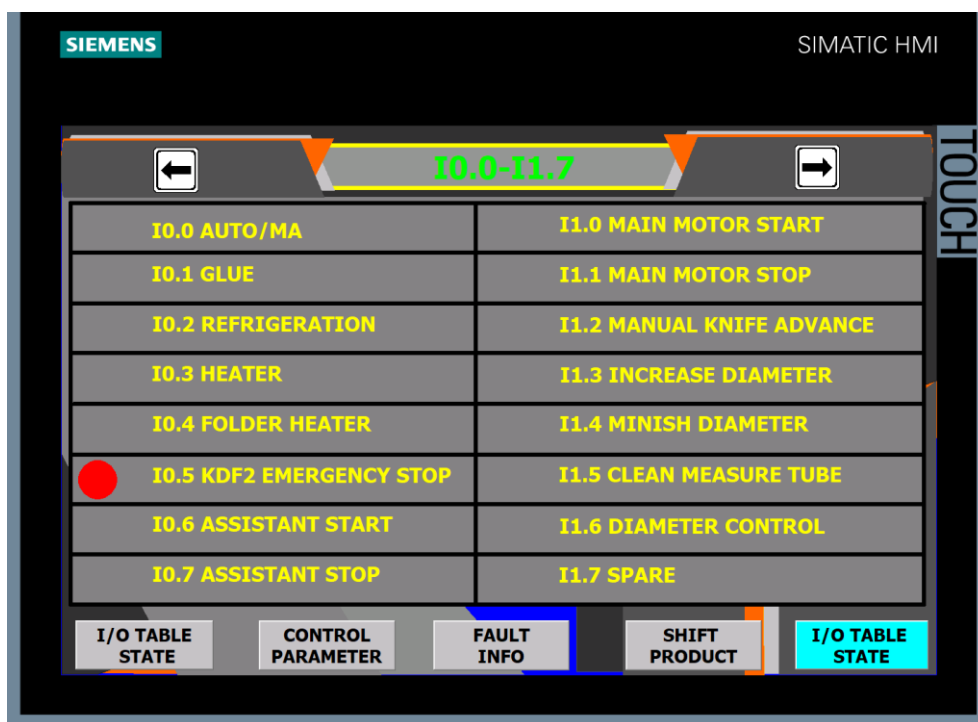 SIEMENS
SIMATIC HMI
TOUCH
I0.0-I1.7
I0.0 AUTO/MA
I1.0 MAIN MOTOR START
I0.1 GLUE
I1.1 MAIN MOTOR STOP
I0.2 REFRIGERATION
I1.2 MANUAL KNIFE ADVANCE
I0.3 HEATER
I1.3 INCREASE DIAMETER
I0.4 FOLDER HEATER
I1.4 MINISH DIAMETER
I0.5 KDF2 EMERGENCY STOP
I1.5 CLEAN MEASURE TUBE
I0.6 ASSISTANT START
I1.6 DIAMETER CONTROL
I0.7 ASSISTANT STOP
I1.7 SPARE
I/O TABLE
STATE
CONTROL
PARAMETER
FAULT
INFO
SHIFT
PRODUCT
I/O TABLE
STATE